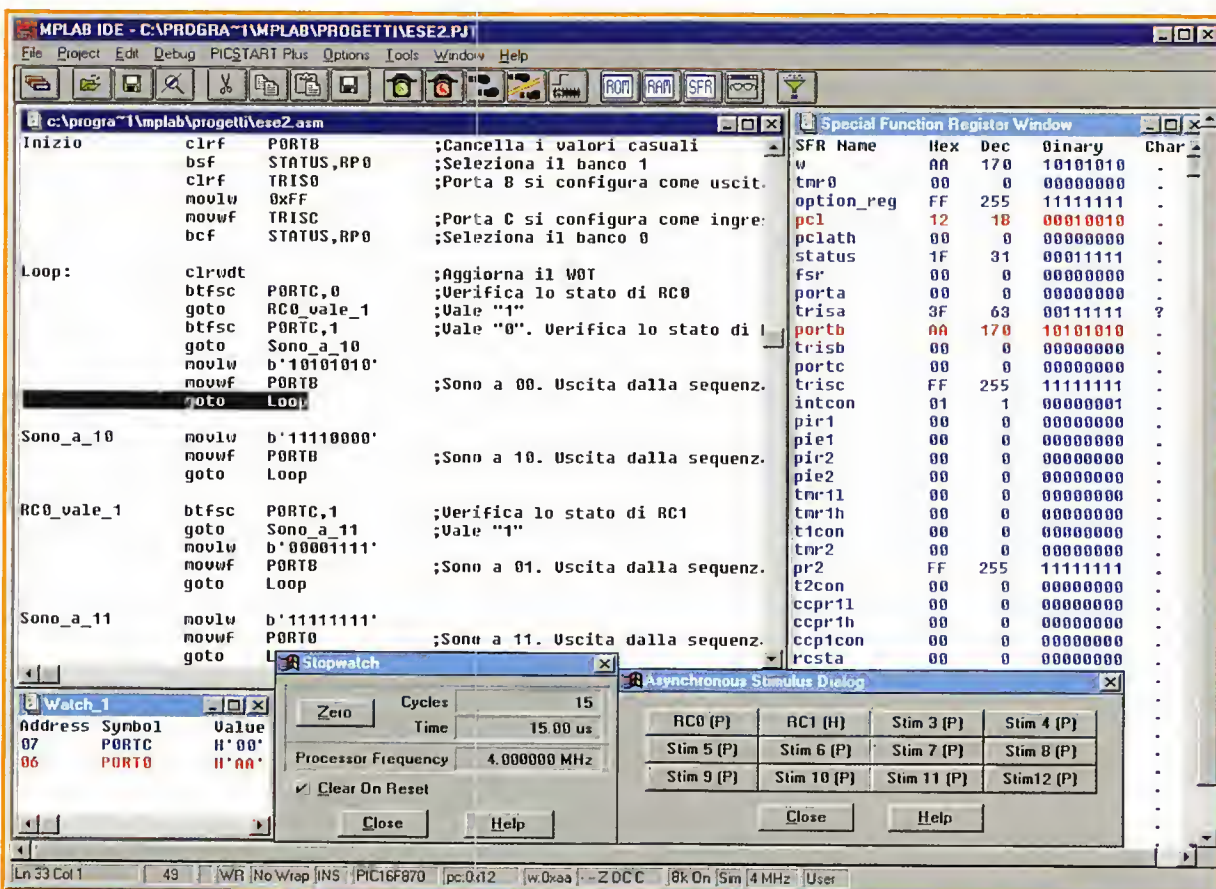 MPLAB IDE - C:\PROGRA~1\MPLAB\PROGETTI\ESE2.PJT
File Project Edit Debug PICSTART Plus Options Tools Window Help
ROM RAM SFR
c:\progra~1\mplab\progetti\ese2.asm
Inizio clrf PORTB ;Cancella i valori casuali
bsf STATUS,RP0 ;Seleziona il banco 1
clrf TRISB ;Porta B si configura come uscit.
movlw 0xFF
movwf TRISC ;Porta C si configura come ingre:
bcf STATUS,RP0 ;Seleziona il banco 0
Loop: clrwdt ;Aggiorna il WDT
btfsc PORTC,0 ;Verifica lo stato di RC0
goto RC0_vale_1 ;Vale "1"
btfsc PORTC,1 ;Vale "0". Verifica lo stato di
goto Sono_a_10
movlw b'10101010'
movwf PORTB ;Sono a 00. Uscita dalla sequenz.
goto Loop
Sono_a_10 movlw b'11110000'
movwf PORTB ;Sono a 10. Uscita dalla sequenz.
goto Loop
RC0_vale_1 btfsc PORTC,1 ;Verifica lo stato di RC1
goto Sono_a_11 ;Vale "1"
movlw b'00001111'
movwf PORTB ;Sono a 01. Uscita dalla sequenz.
goto Loop
Sono_a_11 movlw b'11111111'
movwf PORTB ;Sono a 11. Uscita dalla sequenz.
goto
Special Function Register Window
SFR Name Hex Dec Binary Char
w AA 170 10101010 .
tmr0 00 0 00000000 .
option_reg FF 255 11111111 .
pcl 12 18 00010010 .
pclath 00 0 00000000 .
status 1F 31 00011111 .
fsr 00 0 00000000 .
porta 00 0 00000000 .
trisa 3F 63 00111111 ?
portb AA 170 10101010 .
trisb 00 0 00000000 .
portc 00 0 00000000 .
trisc FF 255 11111111 .
intcon 01 1 00000001 .
pir1 00 0 00000000 .
pie1 00 0 00000000 .
pir2 00 0 00000000 .
pie2 00 0 00000000 .
tmr1l 00 0 00000000 .
tmr1h 00 0 00000000 .
t1con 00 0 00000000 .
tmr2 00 0 00000000 .
pr2 FF 255 11111111 .
t2con 00 0 00000000 .
ccpr1l 00 0 00000000 .
ccpr1h 00 0 00000000 .
ccp1con 00 0 00000000 .
rcsta 00 0 00000000 .
Watch_1
Address Symbol Value
07 PORTC H'00'
06 PORTB H'AA'
Stopwatch
Zero Cycles 15
Time 15.00 us
Processor Frequency 4.000000 MHz
Clear On Reset
Close Help
Asynchronous Stimulus Dialog
RC0 (P) RC1 (H) Stim 3 (P) Stim 4 (P)
Stim 5 (P) Stim 6 (P) Stim 7 (P) Stim 8 (P)
Stim 9 (P) Stim 10 (P) Stim 11 (P) Stim12 (P)
Close Help
Ln 33 Col 1 49 WR No Wrap INS PIC16F870 pc:0x12 w:0xaa - - Z DC C Bk On Sim 4 MHz User